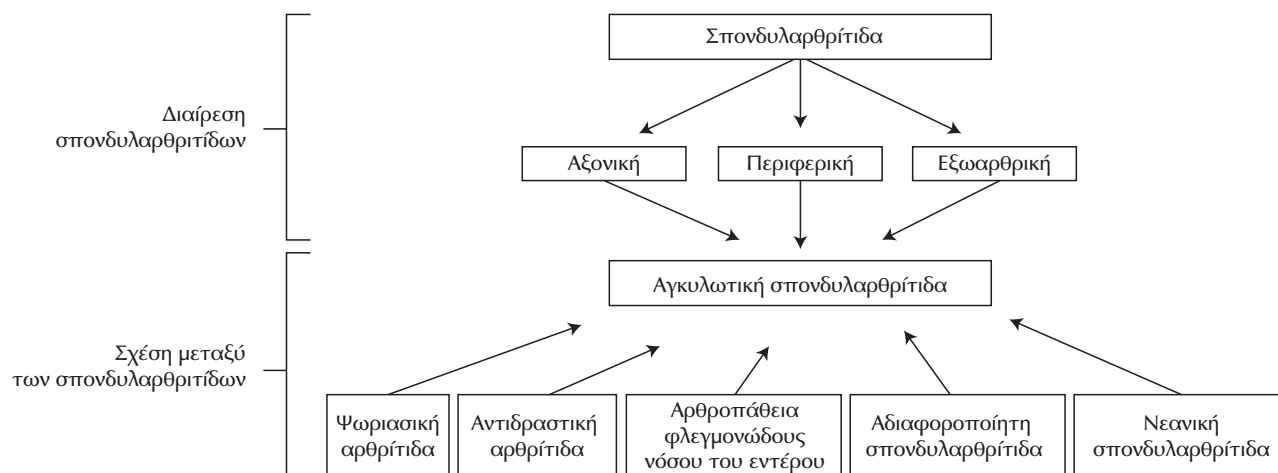 Σπονδυλαρθρίτιδα
Διαίρεση
σπονδυλαρθριτίδων
Αξονική
Περιφερική
Εξωαρθρική
Αγκυλωτική σπονδυλαρθρίτιδα
Σχέση μεταξύ
των σπονδυλαρθριτίδων
Ψωριασική
αρθρίτιδα
Αντιδραστική
αρθρίτιδα
Αρθροπάθεια
φλεγμονώδους
νόσου του εντέρου
Αδιαφοροποίητη
σπονδυλαρθρίτιδα
Νεανική
σπονδυλαρθρίτιδα